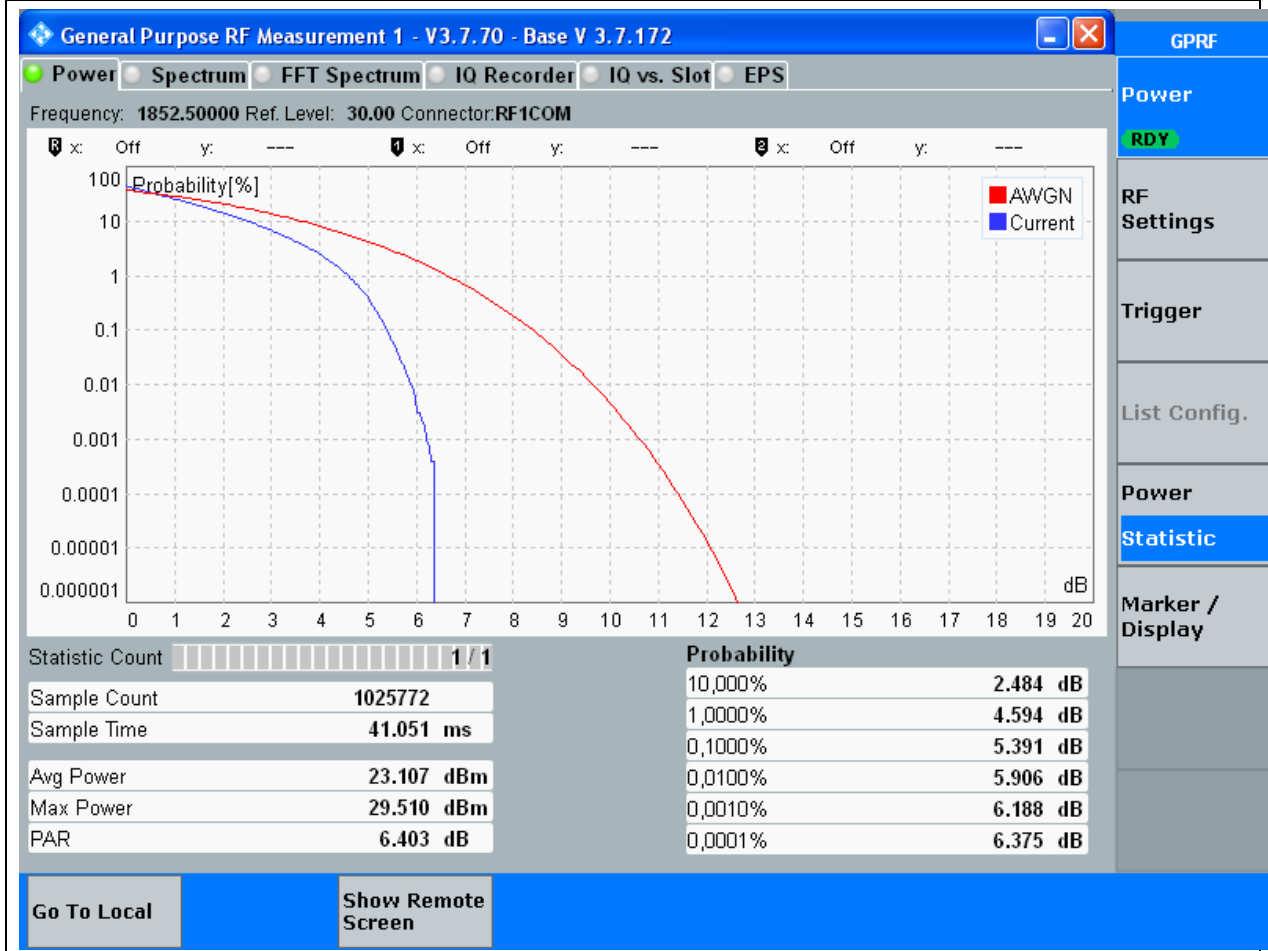 General Purpose RF Measurement 1 - V3.7.70 - Base V 3.7.172
GPRF
Power Spectrum FFT Spectrum IQ Recorder IQ vs. Slot EPS
Power
RDY
Frequency: 1852.50000 Ref. Level: 30.00 Connector:RF1COM
R x: Off y: --- 1 x: Off y: --- 2 x: Off y: ---
Probability[%]
AWGN
Current
100
10
1
0.1
0.01
0.001
0.0001
0.00001
0.000001
dB
0 1 2 3 4 5 6 7 8 9 10 11 12 13 14 15 16 17 18 19 20
RF
Settings
Trigger
List Config.
Power
Statistic
Marker /
Display
Statistic Count 1 / 1
Sample Count 1025772
Sample Time 41.051 ms
Avg Power 23.107 dBm
Max Power 29.510 dBm
PAR 6.403 dB
Probability
10,000% 2.484 dB
1,0000% 4.594 dB
0,1000% 5.391 dB
0,0100% 5.906 dB
0,0010% 6.188 dB
0,0001% 6.375 dB
Go To Local
Show Remote
Screen